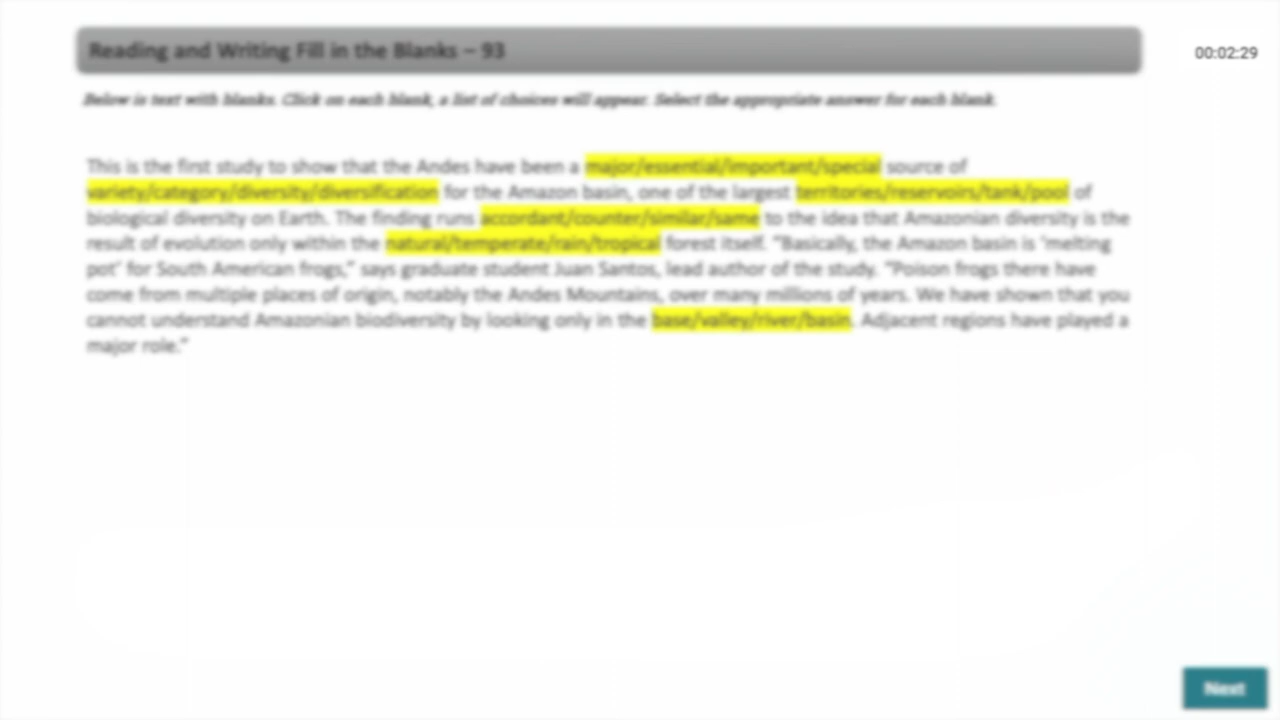 Reading and Writing Fill in the Blanks – 93
00:02:29
Below is text with blanks. Click on each blank, a list of choices will appear. Select the appropriate answer for each blank.
This is the first study to show that the Andes have been a major/essential/important/special source of
variety/category/diversity/diversification for the Amazon basin, one of the largest territories/reservoirs/tank/pool of
biological diversity on Earth. The finding runs accordant/counter/similar/same to the idea that Amazonian diversity is the
result of evolution only within the natural/temperate/rain/tropical forest itself. "Basically, the Amazon basin is 'melting
pot' for South American frogs," says graduate student Juan Santos, lead author of the study. "Poison frogs there have
come from multiple places of origin, notably the Andes Mountains, over many millions of years. We have shown that you
cannot understand Amazonian biodiversity by looking only in the base/valley/river/basin. Adjacent regions have played a
major role."
Next